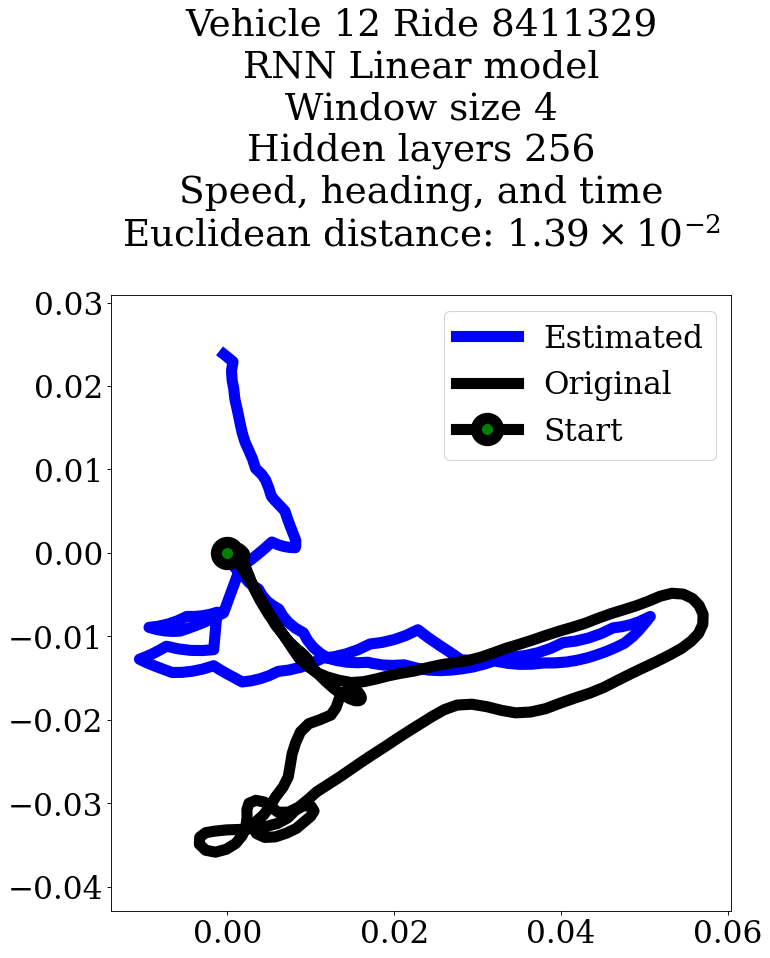 Vehicle 12 Ride 8411329
RNN Linear model
Window size 4
Hidden layers 256
Speed, heading, and time
Euclidean distance: 1.39 × 10⁻²
0.03
0.02
0.01
0.00
−0.01
−0.02
−0.03
−0.04
Estimated
Original
Start
0.00 0.02 0.04 0.06